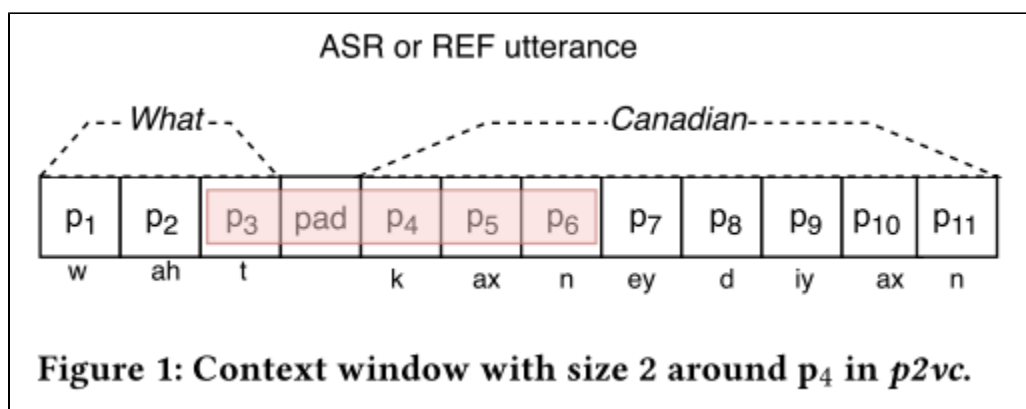 ASR or REF utterance
What Canadian
p₁ p₂ p₃ pad p₄ p₅ p₆ p₇ p₈ p₉ p₁₀ p₁₁
w ah t k ax n ey d iy ax n
Figure 1: Context window with size 2 around p₄ in p2vc.